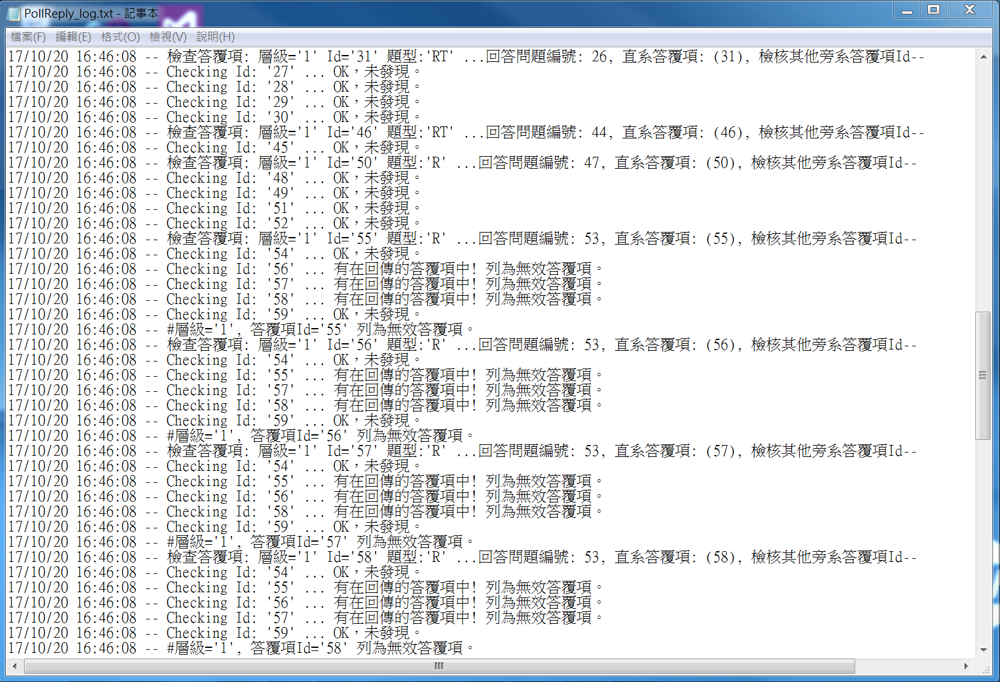 PollReply_log.txt - 記事本
檔案(F) 編輯(E) 格式(O) 檢視(V) 說明(H)
17/10/20 16:46:08 -- 檢查答覆項: 層級='1' Id='31' 題型:'RT' ...回答問題編號: 26, 直系答覆項: (31), 檢核其他旁系答覆項Id--
17/10/20 16:46:08 -- Checking Id: '27' ... OK，未發現。
17/10/20 16:46:08 -- Checking Id: '28' ... OK，未發現。
17/10/20 16:46:08 -- Checking Id: '29' ... OK，未發現。
17/10/20 16:46:08 -- Checking Id: '30' ... OK，未發現。
17/10/20 16:46:08 -- 檢查答覆項: 層級='1' Id='46' 題型:'RT' ...回答問題編號: 44, 直系答覆項: (46), 檢核其他旁系答覆項Id--
17/10/20 16:46:08 -- Checking Id: '45' ... OK，未發現。
17/10/20 16:46:08 -- 檢查答覆項: 層級='1' Id='50' 題型:'R' ...回答問題編號: 47, 直系答覆項: (50), 檢核其他旁系答覆項Id--
17/10/20 16:46:08 -- Checking Id: '48' ... OK，未發現。
17/10/20 16:46:08 -- Checking Id: '49' ... OK，未發現。
17/10/20 16:46:08 -- Checking Id: '51' ... OK，未發現。
17/10/20 16:46:08 -- Checking Id: '52' ... OK，未發現。
17/10/20 16:46:08 -- 檢查答覆項: 層級='1' Id='55' 題型:'R' ...回答問題編號: 53, 直系答覆項: (55), 檢核其他旁系答覆項Id--
17/10/20 16:46:08 -- Checking Id: '54' ... OK，未發現。
17/10/20 16:46:08 -- Checking Id: '56' ... 有在回傳的答覆項中! 列為無效答覆項。
17/10/20 16:46:08 -- Checking Id: '57' ... 有在回傳的答覆項中! 列為無效答覆項。
17/10/20 16:46:08 -- Checking Id: '58' ... 有在回傳的答覆項中! 列為無效答覆項。
17/10/20 16:46:08 -- Checking Id: '59' ... OK，未發現。
17/10/20 16:46:08 -- #層級='1', 答覆項Id='55' 列為無效答覆項。
17/10/20 16:46:08 -- 檢查答覆項: 層級='1' Id='56' 題型:'R' ...回答問題編號: 53, 直系答覆項: (56), 檢核其他旁系答覆項Id--
17/10/20 16:46:08 -- Checking Id: '54' ... OK，未發現。
17/10/20 16:46:08 -- Checking Id: '55' ... 有在回傳的答覆項中! 列為無效答覆項。
17/10/20 16:46:08 -- Checking Id: '57' ... 有在回傳的答覆項中! 列為無效答覆項。
17/10/20 16:46:08 -- Checking Id: '58' ... 有在回傳的答覆項中! 列為無效答覆項。
17/10/20 16:46:08 -- Checking Id: '59' ... OK，未發現。
17/10/20 16:46:08 -- #層級='1', 答覆項Id='56' 列為無效答覆項。
17/10/20 16:46:08 -- 檢查答覆項: 層級='1' Id='57' 題型:'R' ...回答問題編號: 53, 直系答覆項: (57), 檢核其他旁系答覆項Id--
17/10/20 16:46:08 -- Checking Id: '54' ... OK，未發現。
17/10/20 16:46:08 -- Checking Id: '55' ... 有在回傳的答覆項中! 列為無效答覆項。
17/10/20 16:46:08 -- Checking Id: '56' ... 有在回傳的答覆項中! 列為無效答覆項。
17/10/20 16:46:08 -- Checking Id: '58' ... 有在回傳的答覆項中! 列為無效答覆項。
17/10/20 16:46:08 -- Checking Id: '59' ... OK，未發現。
17/10/20 16:46:08 -- #層級='1', 答覆項Id='57' 列為無效答覆項。
17/10/20 16:46:08 -- 檢查答覆項: 層級='1' Id='58' 題型:'R' ...回答問題編號: 53, 直系答覆項: (58), 檢核其他旁系答覆項Id--
17/10/20 16:46:08 -- Checking Id: '54' ... OK，未發現。
17/10/20 16:46:08 -- Checking Id: '55' ... 有在回傳的答覆項中! 列為無效答覆項。
17/10/20 16:46:08 -- Checking Id: '56' ... 有在回傳的答覆項中! 列為無效答覆項。
17/10/20 16:46:08 -- Checking Id: '57' ... 有在回傳的答覆項中! 列為無效答覆項。
17/10/20 16:46:08 -- Checking Id: '59' ... OK，未發現。
17/10/20 16:46:08 -- #層級='1', 答覆項Id='58' 列為無效答覆項。